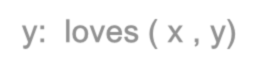 y: loves ( x , y)